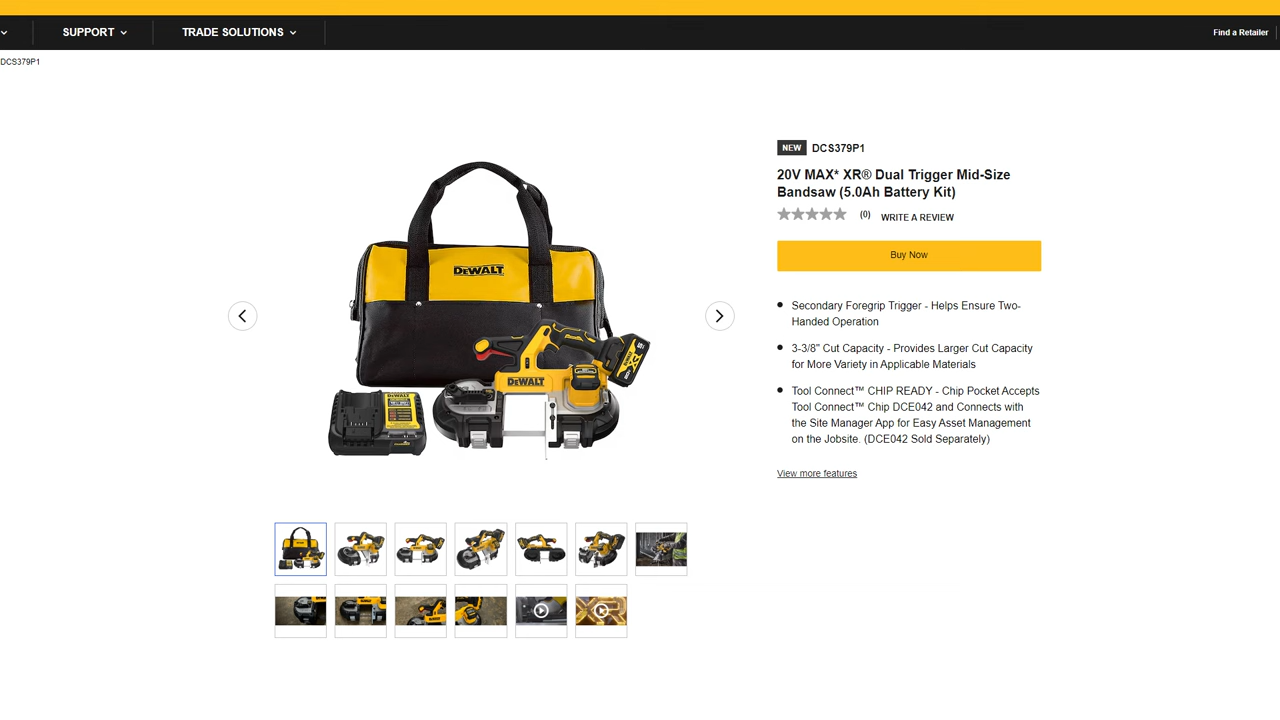 SUPPORT
TRADE SOLUTIONS
Find a Retailer
DCS379P1
NEW DCS379P1
20V MAX* XR® Dual Trigger Mid-Size
Bandsaw (5.0Ah Battery Kit)
(0) WRITE A REVIEW
Buy Now
Secondary Foregrip Trigger - Helps Ensure Two-
Handed Operation
3-3/8" Cut Capacity - Provides Larger Cut Capacity
for More Variety in Applicable Materials
Tool Connect™ CHIP READY - Chip Pocket Accepts
Tool Connect™ Chip DCE042 and Connects with
the Site Manager App for Easy Asset Management
on the Jobsite. (DCE042 Sold Separately)
View more features
DEWALT
DEWALT
DEWALT
XR